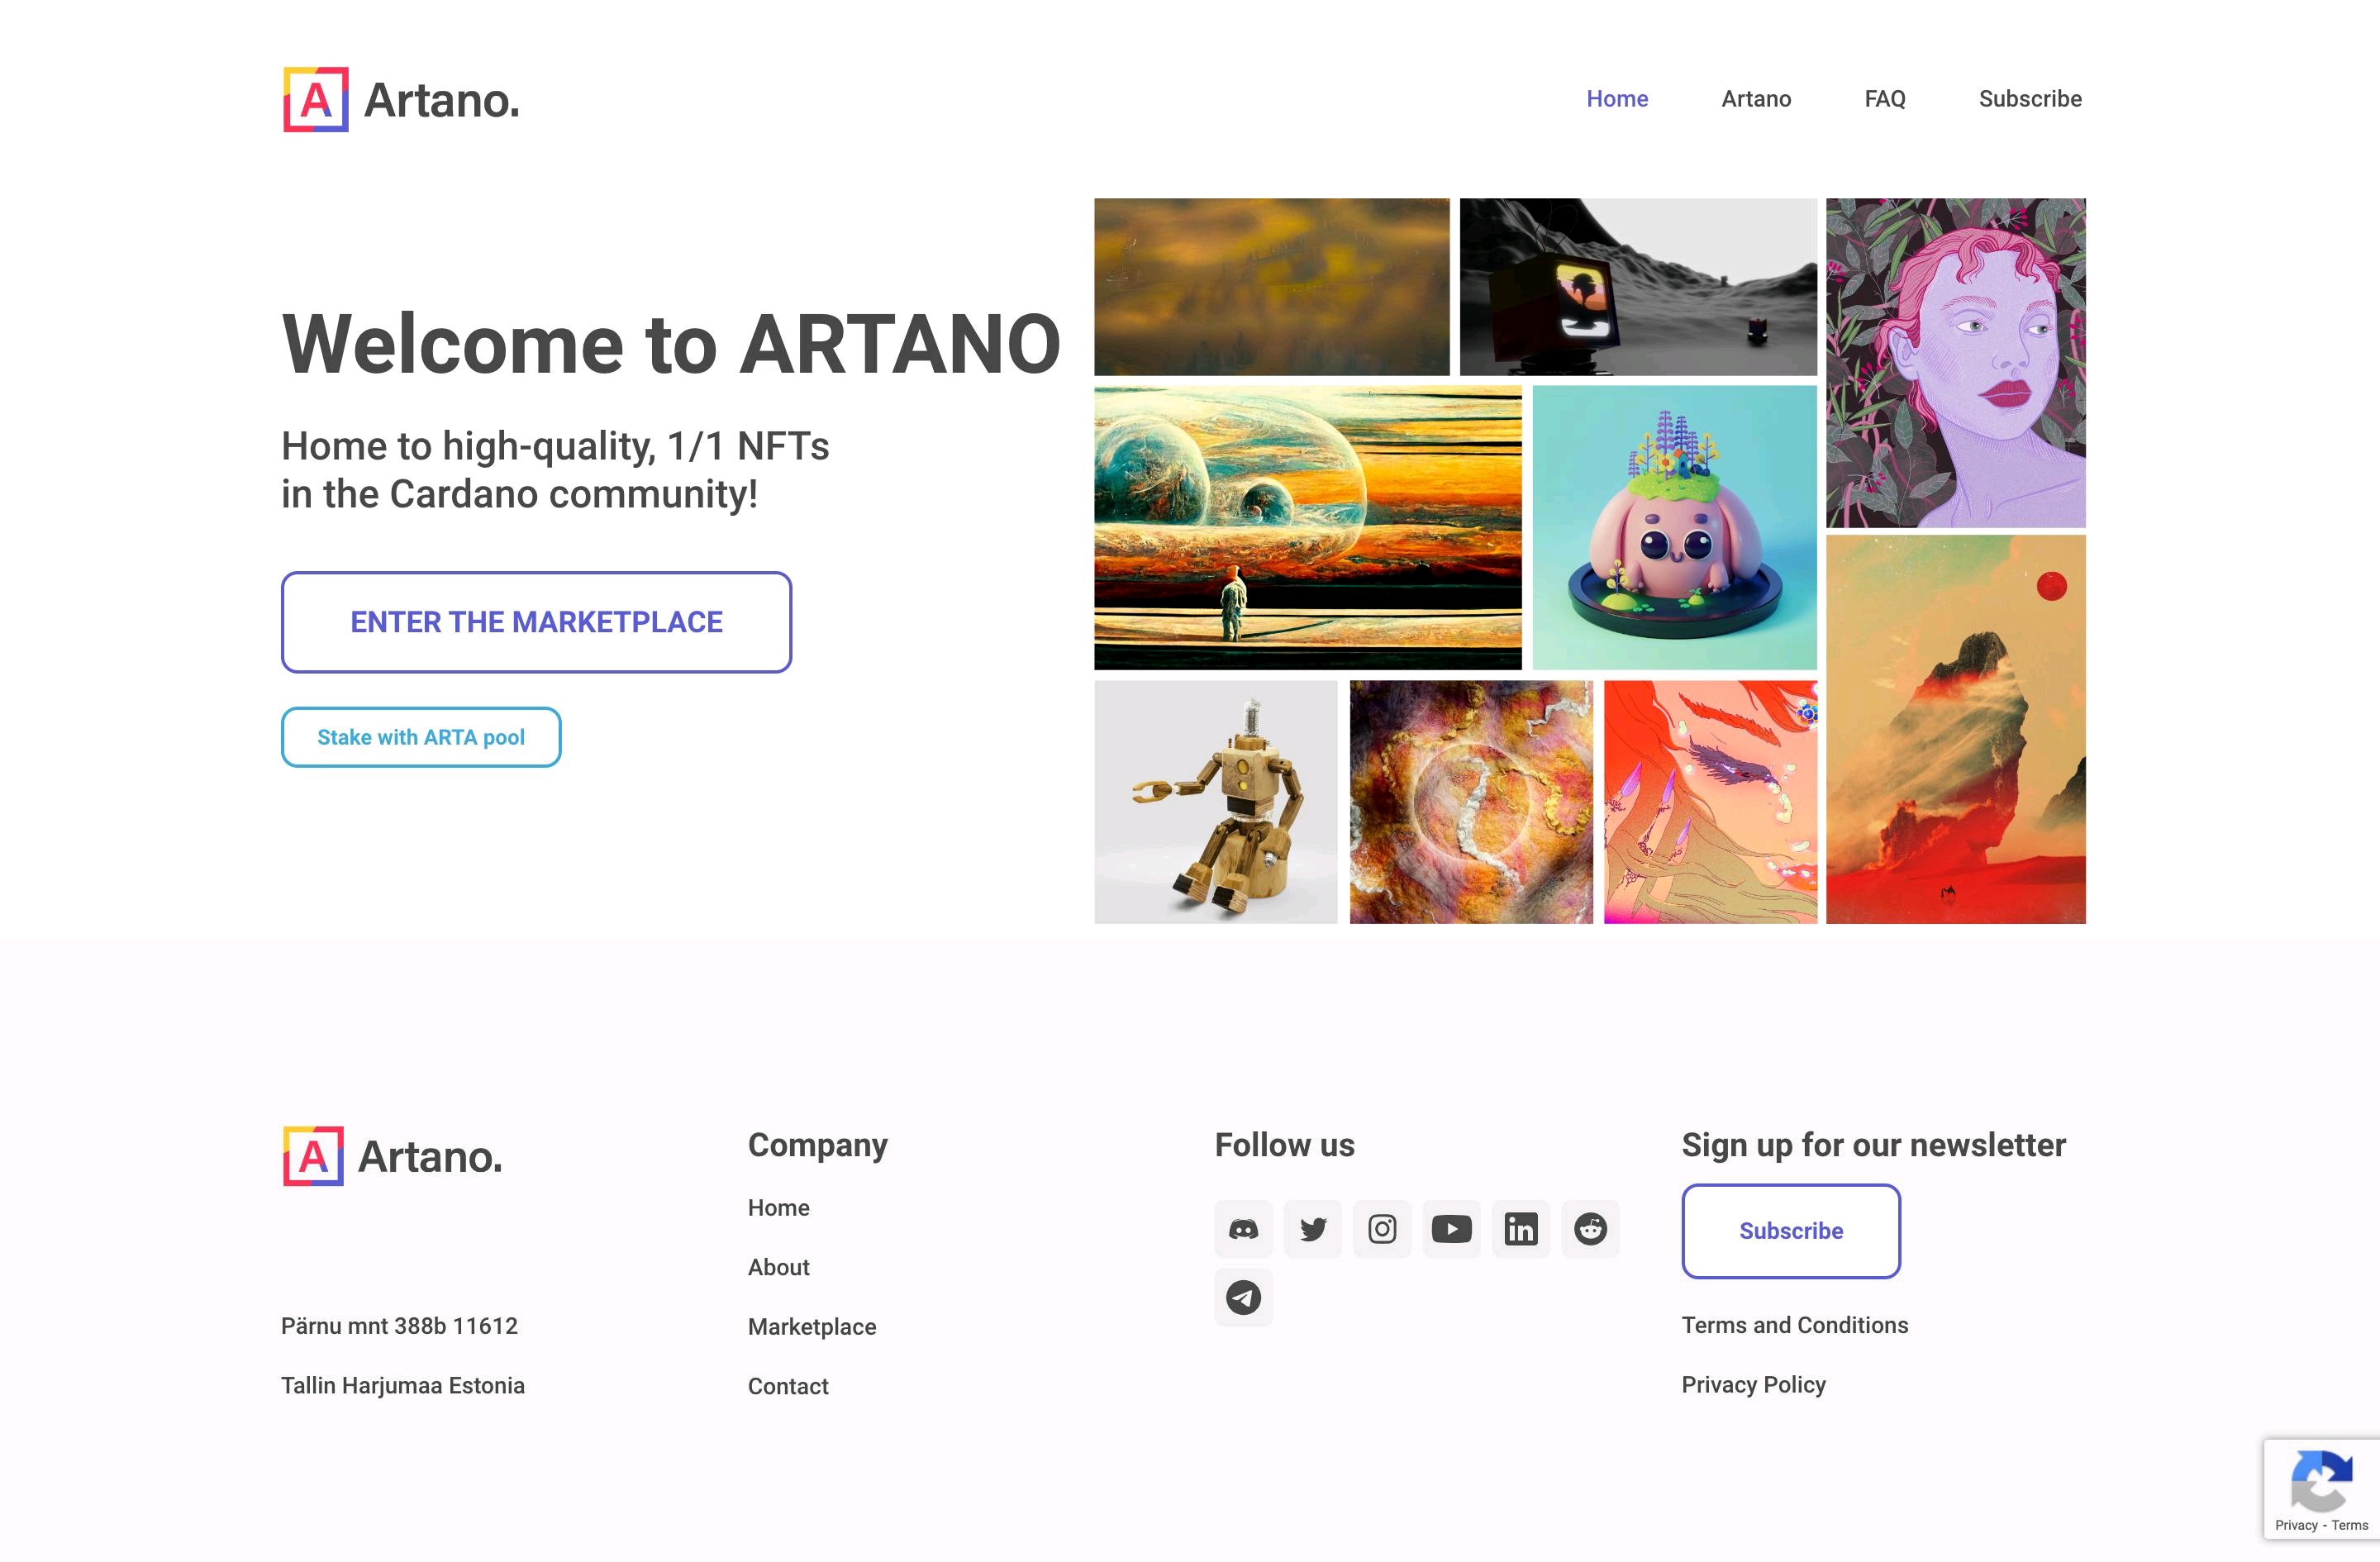 A Artano.
Home Artano FAQ Subscribe
Welcome to ARTANO
Home to high-quality, 1/1 NFTs
in the Cardano community!
ENTER THE MARKETPLACE
Stake with ARTA pool
A Artano.
Pärnu mnt 388b 11612
Tallin Harjumaa Estonia
Company
Home
About
Marketplace
Contact
Follow us
in
Sign up for our newsletter
Subscribe
Terms and Conditions
Privacy Policy
Privacy - Terms